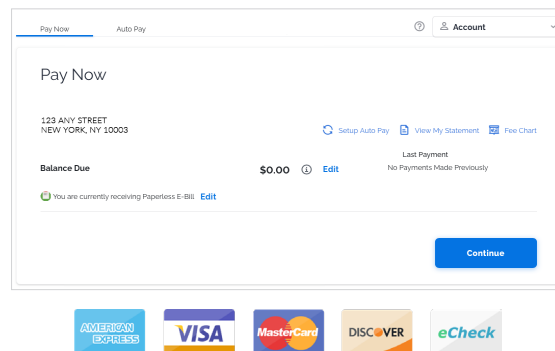 Pay Now
Auto Pay
?
Account
Pay Now
123 ANY STREET
NEW YORK, NY 10003
Setup Auto Pay
View My Statement
Fee Chart
Last Payment
Balance Due
$0.00
i
Edit
No Payments Made Previously
You are currently receiving Paperless E-Bill Edit
Continue
AMERICAN
EXPRESS
VISA
MasterCard
DISCOVER
eCheck